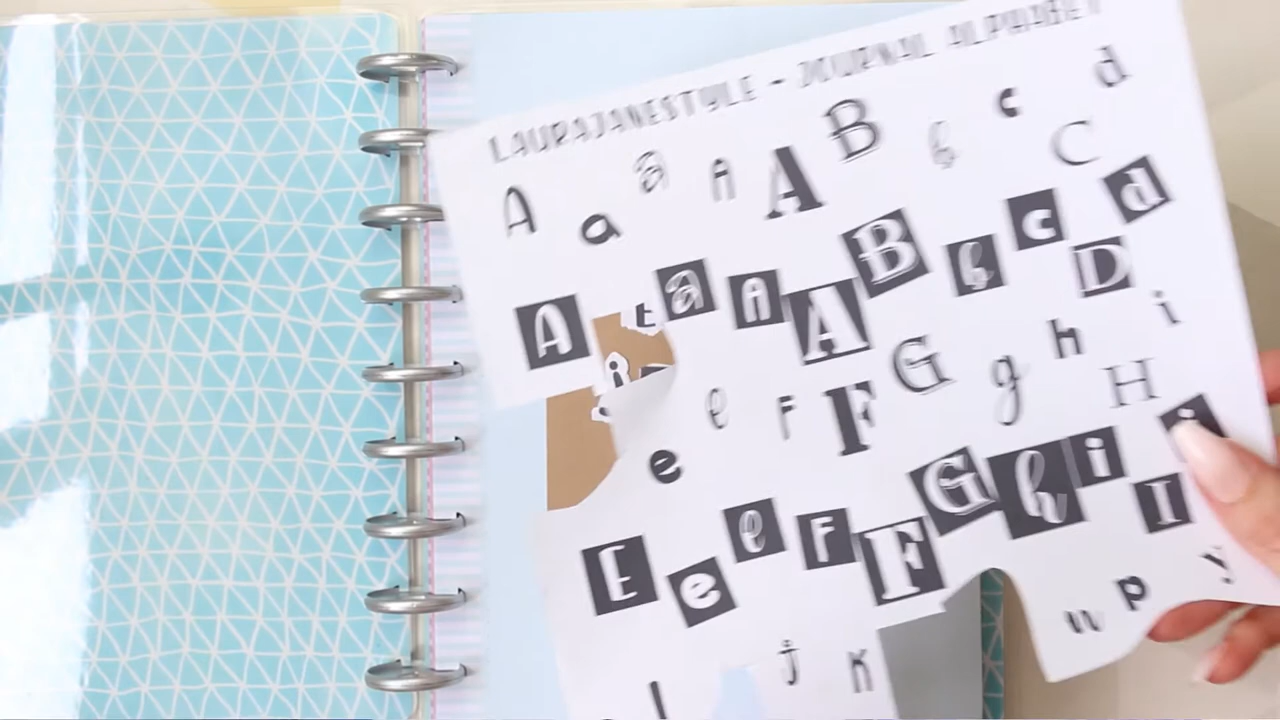 LAURAJANESTYLE - JOURNAL ALPHABET
A a a A A B b c C d
A a A A B b c d D
e e F F G g h H i
E e e F F G h i i I
l j K n p y